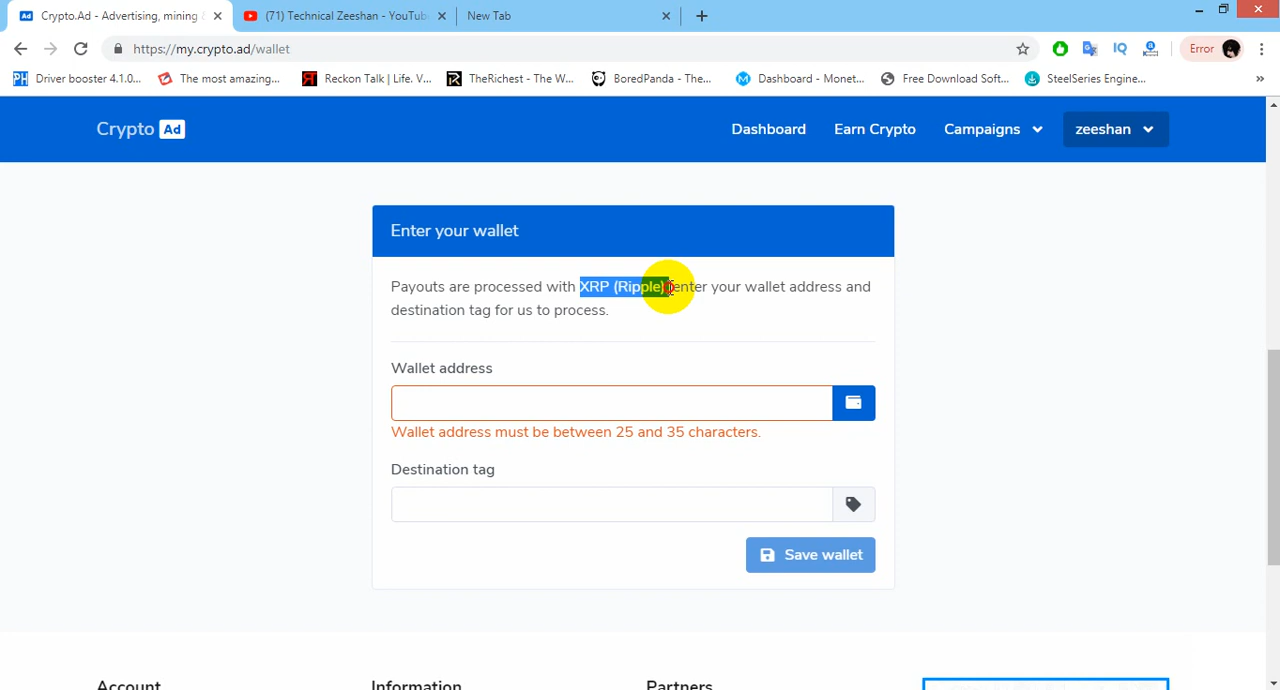 Crypto.Ad - Advertising, mining &
(71) Technical Zeeshan - YouTub
New Tab
https://my.crypto.ad/wallet
IQ
Error
Driver booster 4.1.0...
The most amazing...
Reckon Talk | Life. V...
TheRichest - The W...
BoredPanda - The...
Dashboard - Monet...
Free Download Soft...
SteelSeries Engine...
»
Crypto Ad
Dashboard
Earn Crypto
Campaigns
zeeshan
Enter your wallet
Payouts are processed with XRP (Ripple), enter your wallet address and
destination tag for us to process.
Wallet address
Wallet address must be between 25 and 35 characters.
Destination tag
Save wallet
Account
Information
Partners